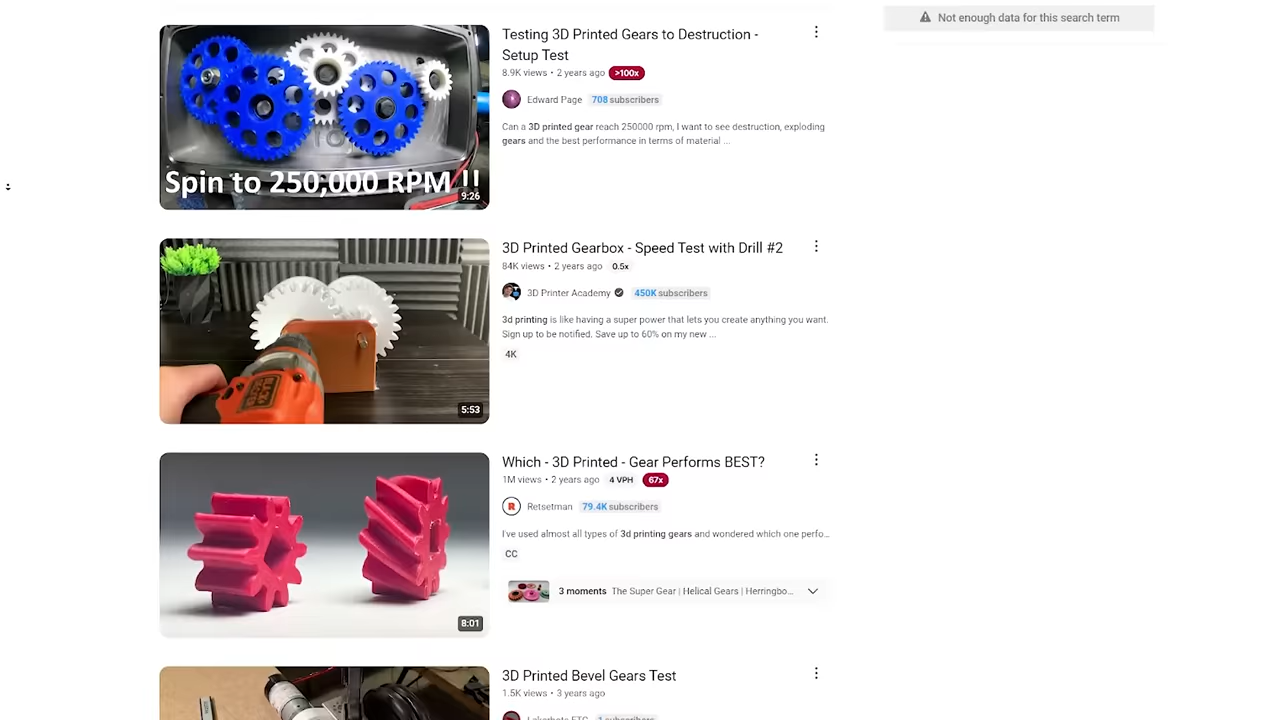 Not enough data for this search term
Testing 3D Printed Gears to Destruction -
Setup Test
8.9K views • 2 years ago >100x
Edward Page 708 subscribers
Can a 3D printed gear reach 250000 rpm, I want to see destruction, exploding
gears and the best performance in terms of material ...
Spin to 250,000 RPM !!
9:26
3D Printed Gearbox - Speed Test with Drill #2
84K views • 2 years ago 0.5x
3D Printer Academy 450K subscribers
3d printing is like having a super power that lets you create anything you want.
Sign up to be notified. Save up to 60% on my new ...
4K
5:53
Which - 3D Printed - Gear Performs BEST?
1M views • 2 years ago 4 VPH 67x
R Retsetman 79.4K subscribers
I've used almost all types of 3d printing gears and wondered which one perfo...
CC
3 moments The Super Gear | Helical Gears | Herringbo...
8:01
3D Printed Bevel Gears Test
1.5K views • 3 years ago